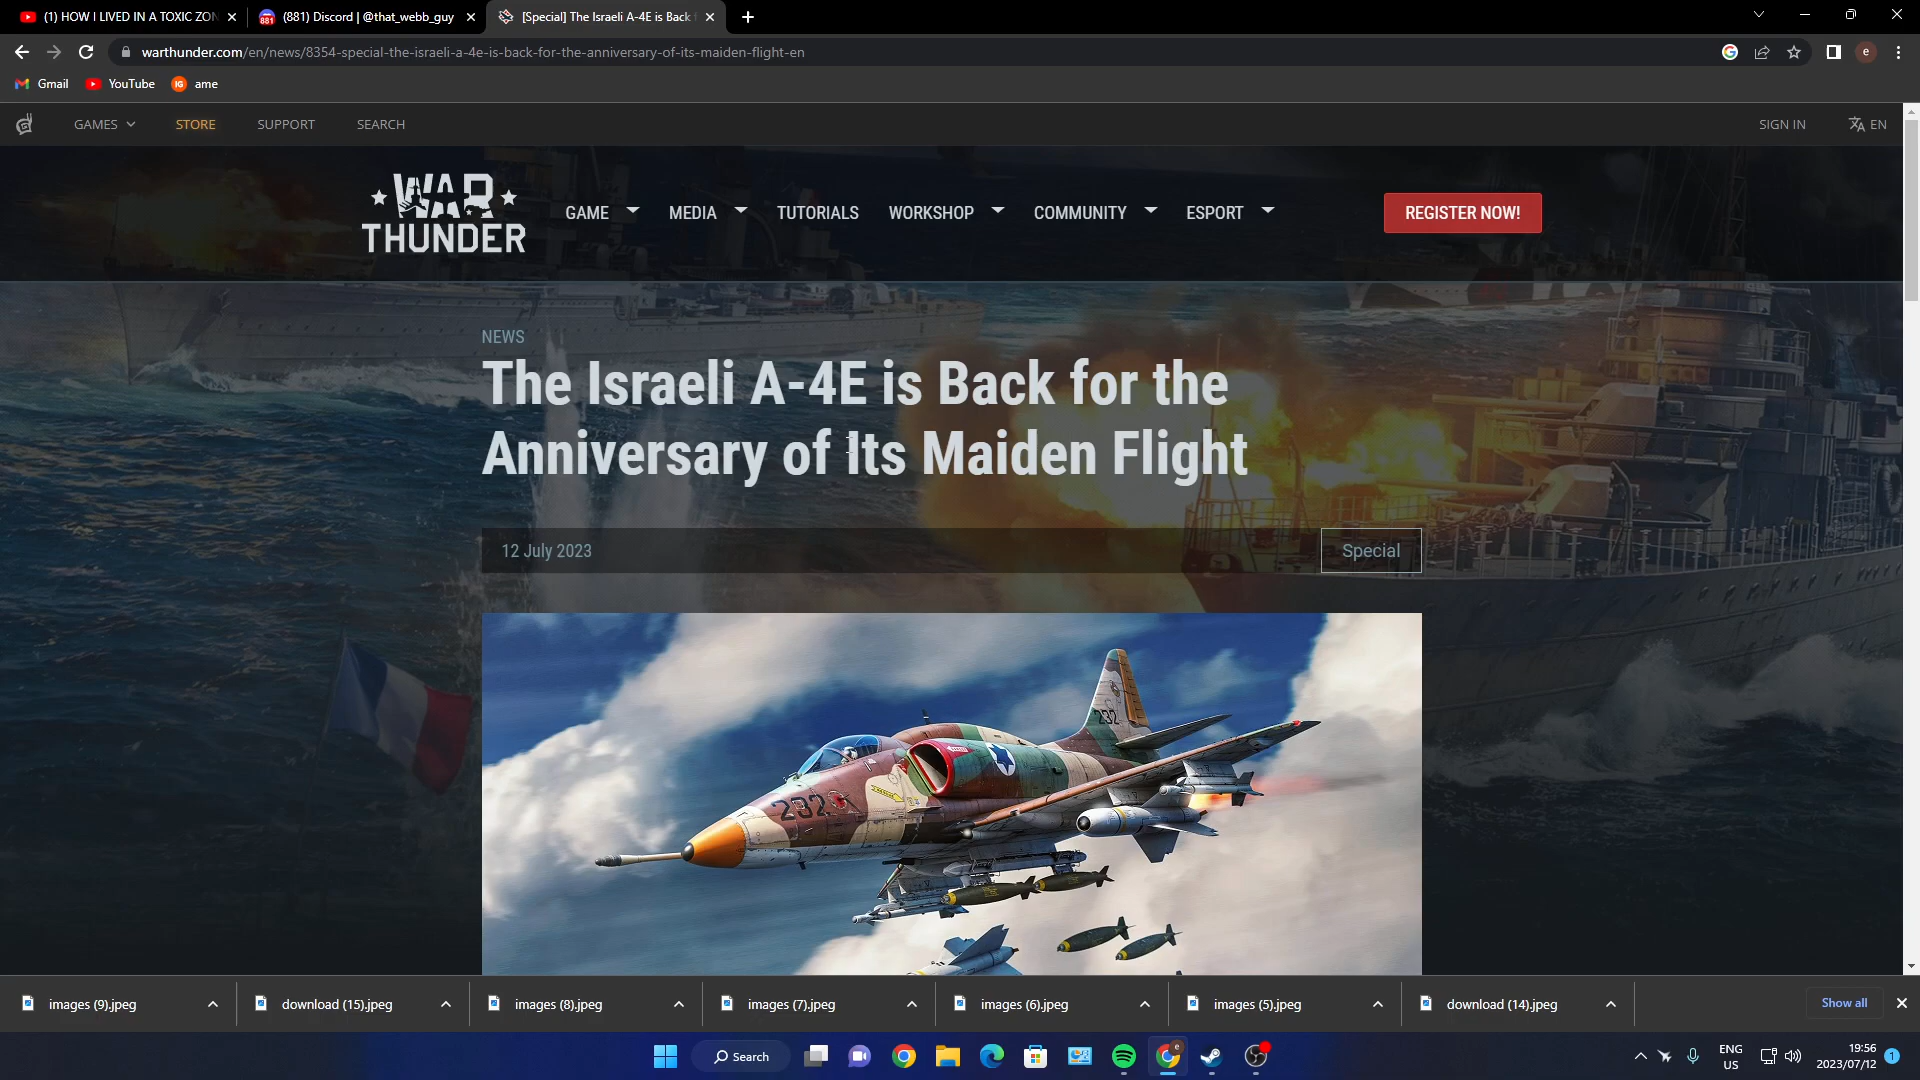 (1) HOW I LIVED IN A TOXIC ZON
(881) Discord | @that_webb_guy
[Special] The Israeli A-4E is Back f
warthunder.com/en/news/8354-special-the-israeli-a-4e-is-back-for-the-anniversary-of-its-maiden-flight-en
e
Gmail
YouTube
IG
ame
GAMES
STORE
SUPPORT
SEARCH
SIGN IN
EN
WAR
THUNDER
GAME
MEDIA
TUTORIALS
WORKSHOP
COMMUNITY
ESPORT
REGISTER NOW!
NEWS
The Israeli A-4E is Back for the
Anniversary of Its Maiden Flight
12 July 2023
Special
232
232
images (9).jpeg
download (15).jpeg
images (8).jpeg
images (7).jpeg
images (6).jpeg
images (5).jpeg
download (14).jpeg
Show all
Search
ENG
US
19:56
2023/07/12
1